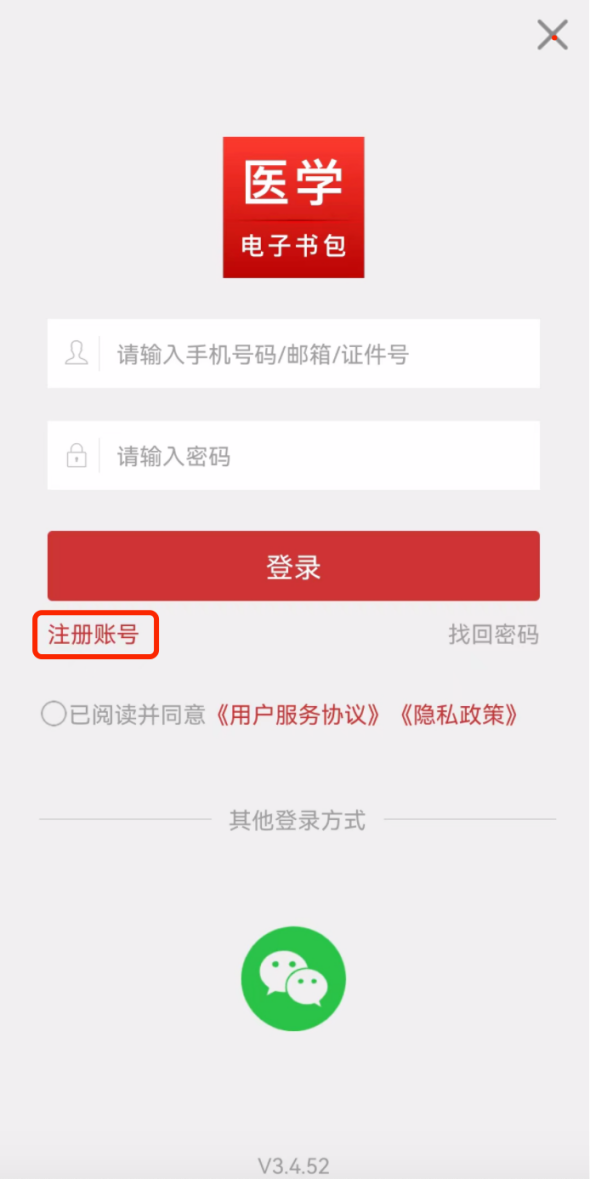 医学
电子书包
请输入手机号码/邮箱/证件号
请输入密码
登录
注册账号 找回密码
已阅读并同意《用户服务协议》《隐私政策》
其他登录方式
V3.4.52